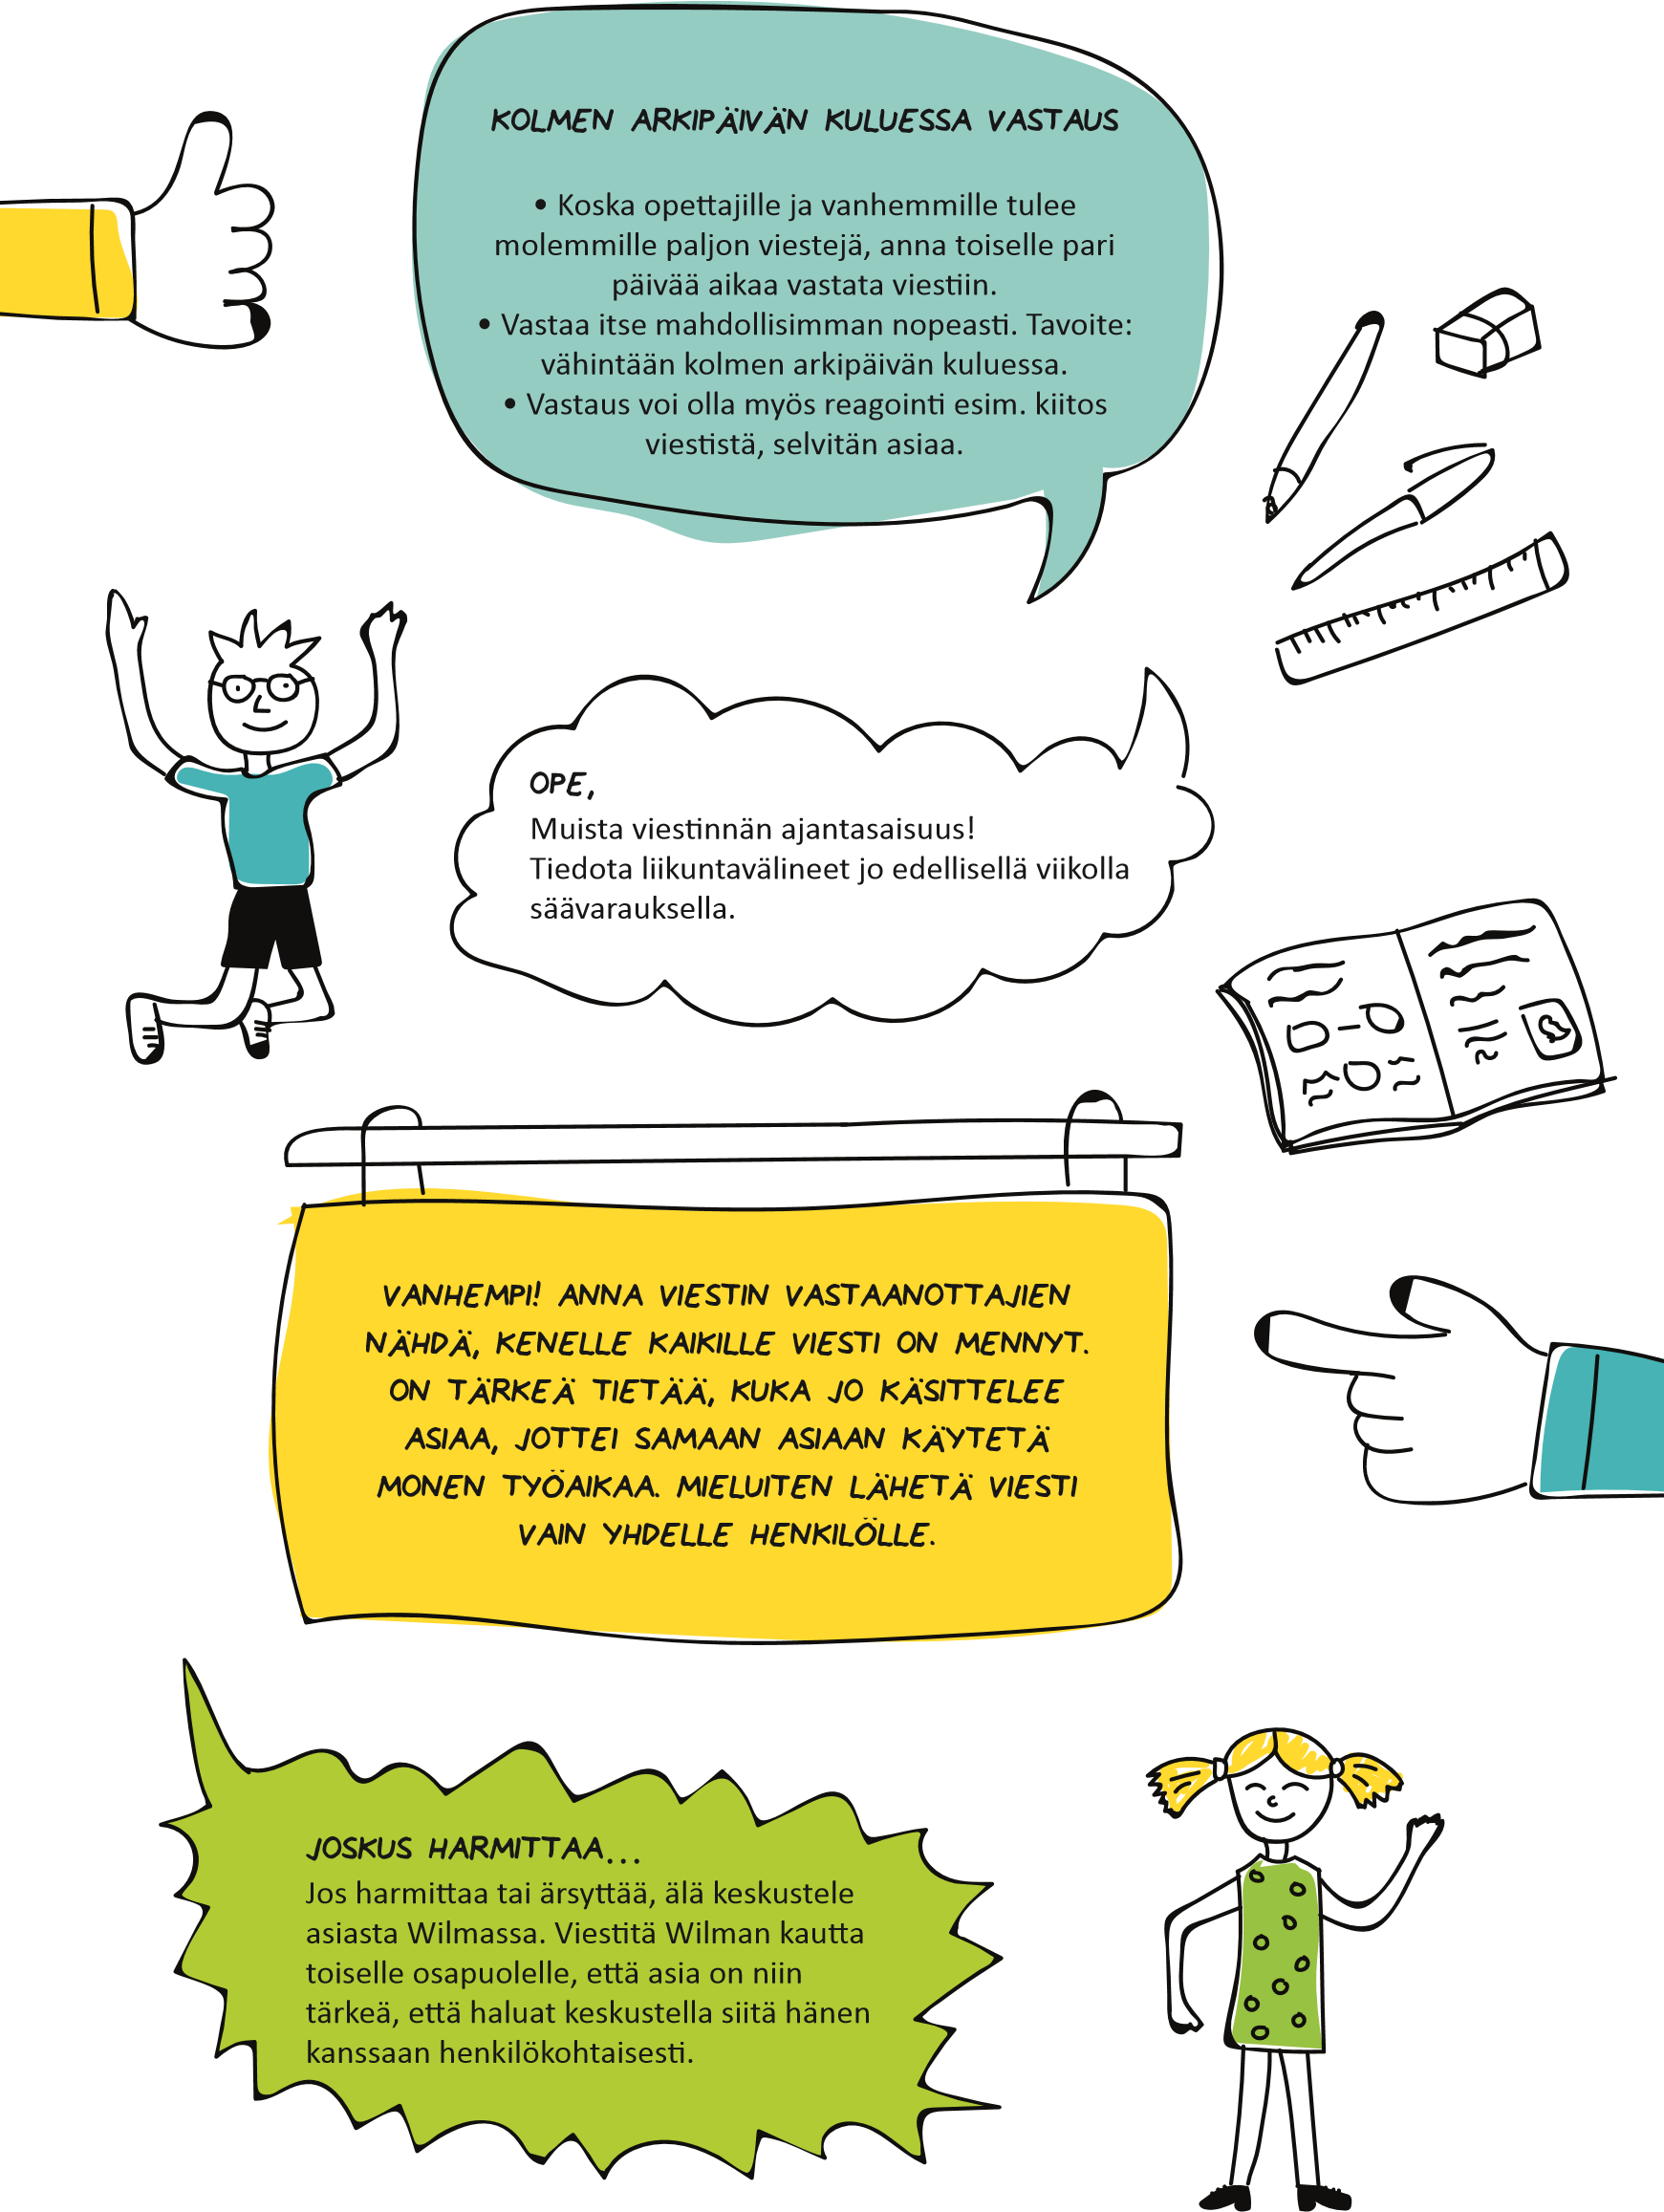 KOLMEN ARKIPÄIVÄN KULUESSA VASTAUS
• Koska opettajille ja vanhemmille tulee
molemmille paljon viestejä, anna toiselle pari
päivää aikaa vastata viestiin.
• Vastaa itse mahdollisimman nopeasti. Tavoite:
vähintään kolmen arkipäivän kuluessa.
• Vastaus voi olla myös reagointi esim. kiitos
viestistä, selvitän asiaa.
OPE,
Muista viestinnän ajantasaisuus!
Tiedota liikuntavälineet jo edellisellä viikolla
säävarauksella.
VANHEMPI! ANNA VIESTIN VASTAANOTTAJIEN
NÄHDÄ, KENELLE KAIKILLE VIESTI ON MENNYT.
ON TÄRKEÄ TIETÄÄ, KUKA JO KÄSITTELEE
ASIAA, JOTTEI SAMAAN ASIAAN KÄYTETÄ
MONEN TYÖAIKAA. MIELUITEN LÄHETÄ VIESTI
VAIN YHDELLE HENKILÖLLE.
JOSKUS HARMITTAA...
Jos harmittaa tai ärsyttää, älä keskustele
asiasta Wilmassa. Viestitä Wilman kautta
toiselle osapuolelle, että asia on niin
tärkeä, että haluat keskustella siitä hänen
kanssaan henkilökohtaisesti.